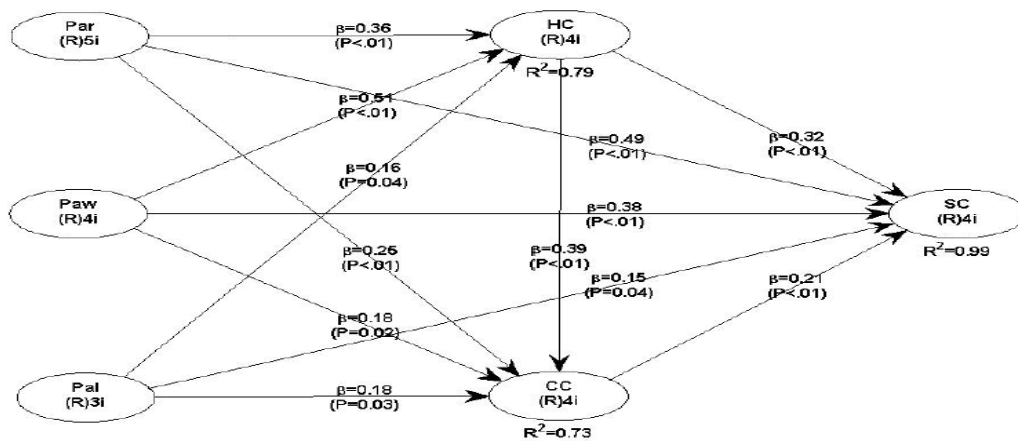 Par
(R)5i
β=0.36
(P<.01)
HC
(R)4i
R²=0.79
β=0.51
(P<.01)
β=0.49
(P<.01)
β=0.32
(P<.01)
β=0.16
(P=0.04)
Paw
(R)4i
β=0.38
(P<.01)
SC
(R)4i
R²=0.99
β=0.25
(P<.01)
β=0.39
(P<.01)
β=0.15
(P=0.04)
β=0.21
(P<.01)
β=0.18
(P=0.02)
Pal
(R)3i
β=0.18
(P=0.03)
CC
(R)4i
R²=0.73